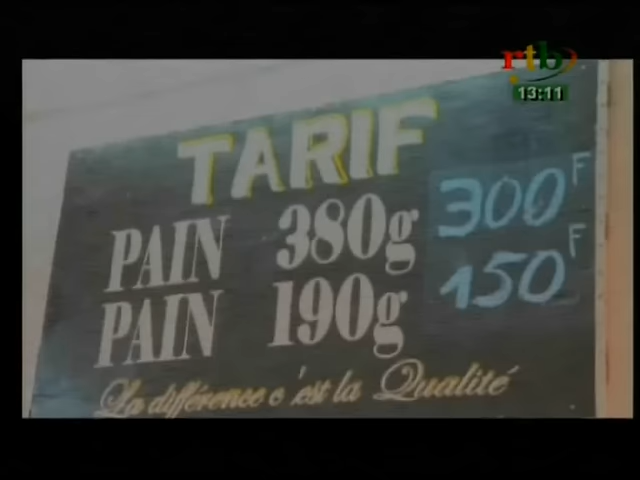 rtb
13:11
TARIF
PAIN 380g 300F
PAIN 190g 150F
La différence c'est la Qualité